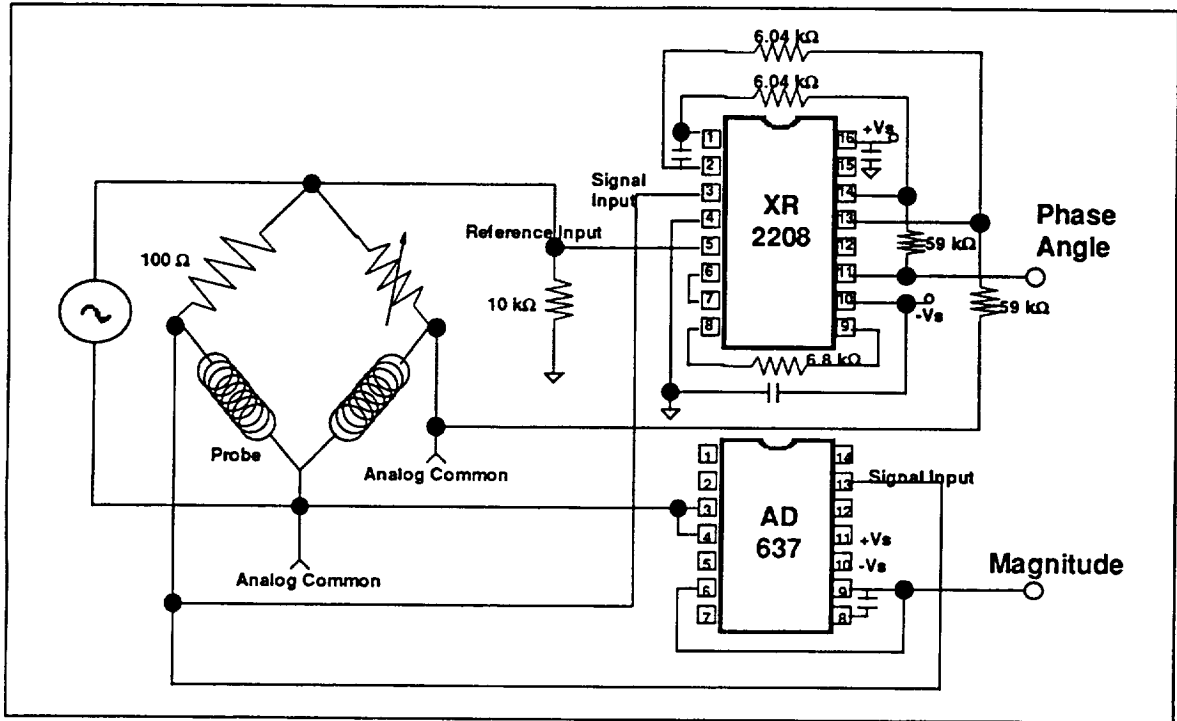 6.04 kΩ
6.04 kΩ
1
2
3
4
5
6
7
8
XR
2208
16
15
14
13
12
11
10
9
+Vs
-Vs
59 kΩ
59 kΩ
6.8 kΩ
Phase
Angle
Signal
Input
Reference Input
100 Ω
10 kΩ
Probe
Analog Common
Analog Common
1
2
3
4
5
6
7
AD
637
14
13
12
11
10
9
8
Signal Input
+Vs
-Vs
Magnitude